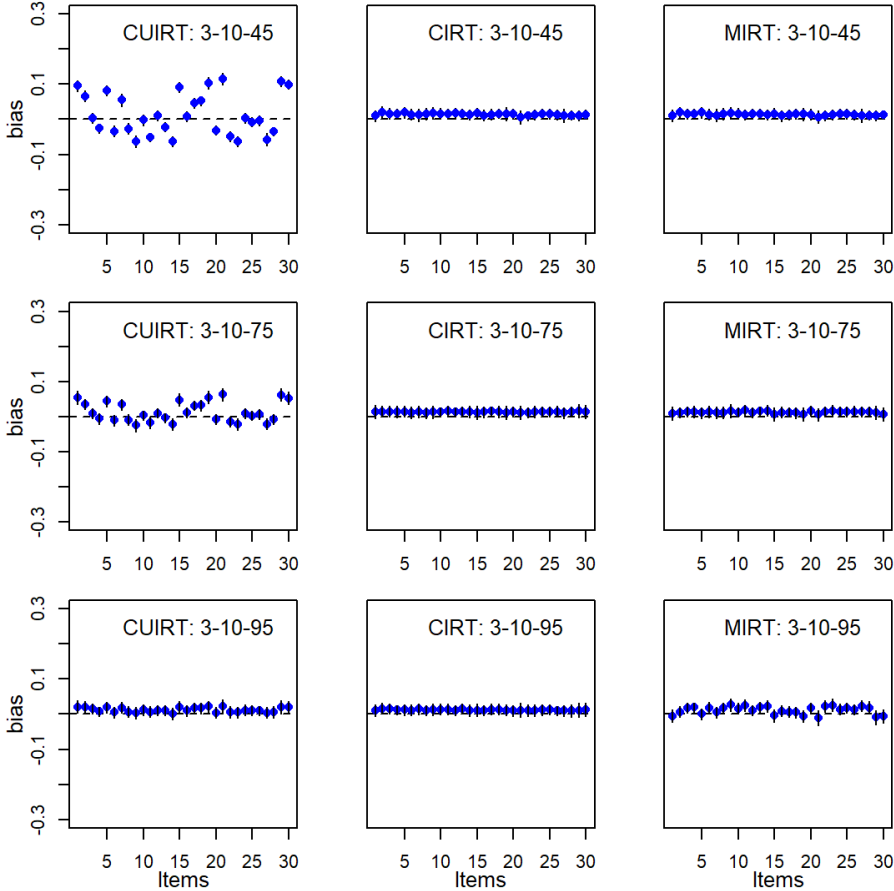 CUIRT: 3-10-45
CIRT: 3-10-45
MIRT: 3-10-45
0.3
0.1
-0.1
-0.3
bias
5 10 15 20 25 30
5 10 15 20 25 30
5 10 15 20 25 30
CUIRT: 3-10-75
CIRT: 3-10-75
MIRT: 3-10-75
0.3
0.1
-0.1
-0.3
bias
5 10 15 20 25 30
5 10 15 20 25 30
5 10 15 20 25 30
CUIRT: 3-10-95
CIRT: 3-10-95
MIRT: 3-10-95
0.3
0.1
-0.1
-0.3
bias
5 10 15 20 25 30
5 10 15 20 25 30
5 10 15 20 25 30
Items
Items
Items